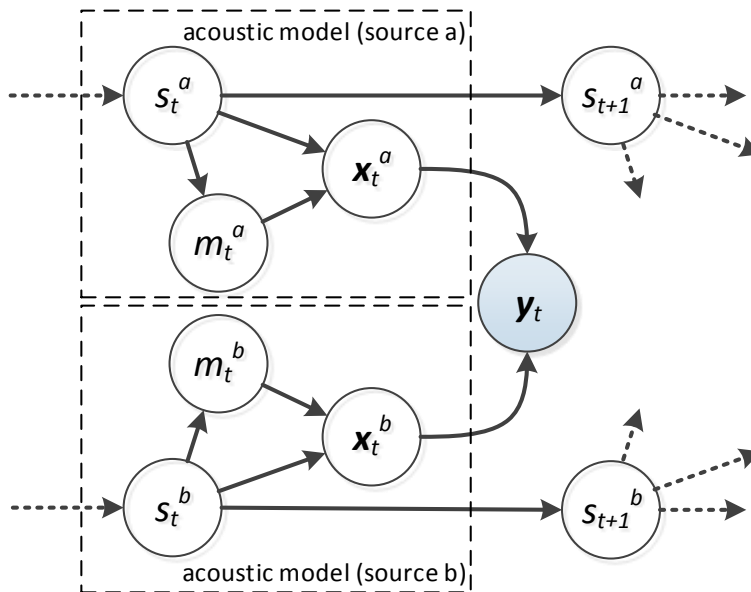 acoustic model (source a)
s_t^a
s_{t+1}^a
x_t^a
m_t^a
y_t
m_t^b
x_t^b
s_t^b
s_{t+1}^b
acoustic model (source b)